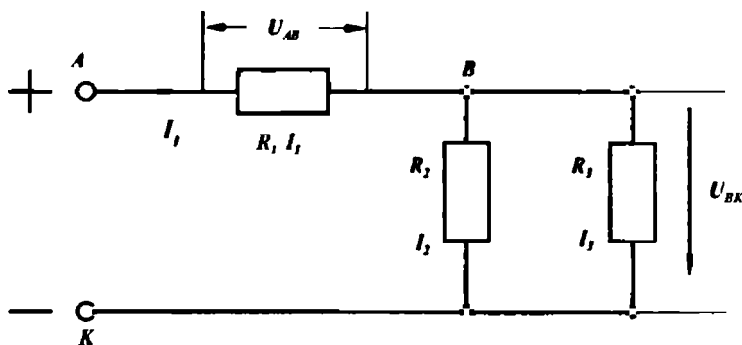 U_AB
+ A B
I_1 R_1 I_1
R_2 R_3 U_BK
I_2 I_3
− K